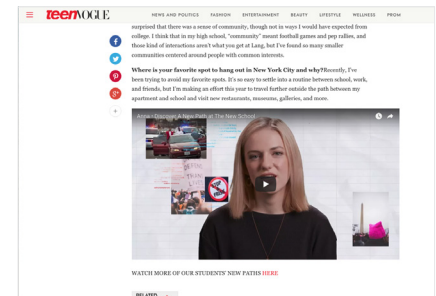 teenVOGUE
NEWS AND POLITICS FASHION ENTERTAINMENT BEAUTY LIFESTYLE WELLNESS PROM
surprised that there was a sense of community, though not in ways I would have expected from
college. I think that in my high school, "community" meant football games and pep rallies, and
those kind of interactions aren't what you get at Lang, but I've found so many smaller
communities centered around people with common interests.
Where is your favorite spot to hang out in New York City and why?Recently, I've
been trying to avoid my favorite spots. It's so easy to settle into a routine between school, work,
and friends, but I'm making an effort this year to travel further outside the path between my
apartment and school and visit new restaurants, museums, galleries, and more.
Anna - Discover A New Path at The New School
WATCH MORE OF OUR STUDENTS' NEW PATHS HERE
RELATED